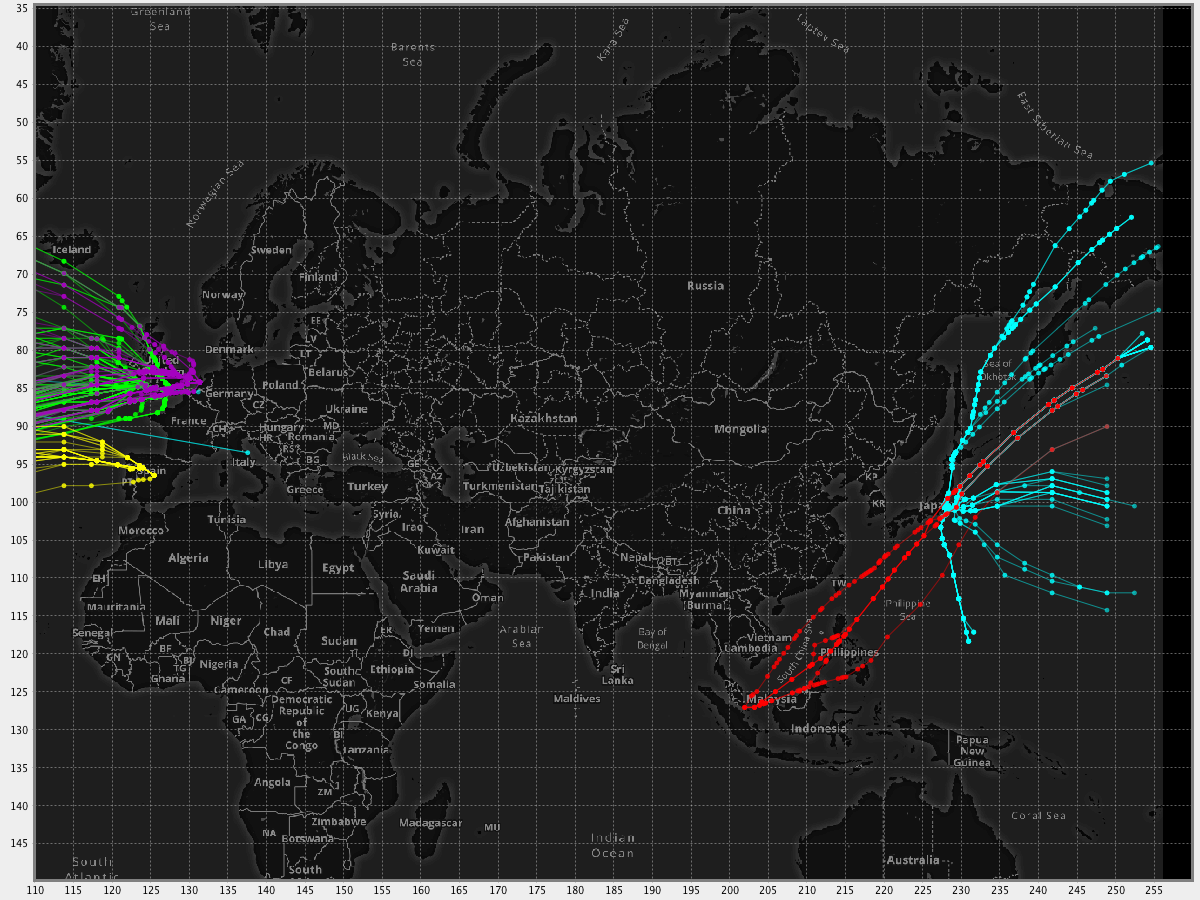 35
40
45
50
55
60
65
70
75
80
85
90
95
100
105
110
115
120
125
130
135
140
145
Greenland
Sea
Barents
Sea
Kara Sea
Laptev Sea
East Siberian Sea
Norwegian Sea
Iceland
Sweden
Finland
Norway
Russia
EE
LV
LT
Denmark
Belarus
United
Poland
Germany
Sea of
Okhotsk
CZ
Ukraine
France
CH
Hungary
MD
HR
Romania
RS
Kazakhstan
Mongolia
Italy
BG
Black Sea
GE
AZ
Uzbekistan
Kyrgyzstan
Spain
PT
Greece
Turkey
Turkmenistan
Tajikistan
KP
KR
Japan
China
Tunisia
Syria
Morocco
Iraq
Iran
Afghanistan
Algeria
Libya
Egypt
Kuwait
Pakistan
Nepal
BT
EH
Saudi
Arabia
India
Bangladesh
TW
Myanmar
(Burma)
Mauritania
Oman
Philippine
Sea
Mali
Niger
Chad
Sudan
ER
Yemen
Arabian
Sea
Bay of
Bengal
Vietnam
Cambodia
South China Sea
Philippines
Senegal
GN
BF
BJ
TG
Ghana
Nigeria
DJ
Ethiopia
Sri
Lanka
CF
South
Sudan
Somalia
Maldives
Malaysia
Cameroon
GA
CG
Democratic
Republic
of
the
Congo
UG
Kenya
BI
Tanzania
Indonesia
Papua
New
Guinea
Angola
ZM
Zimbabwe
Madagascar
MU
Coral Sea
NA
Botswana
Indian
Ocean
South
Atlantic
South
Australia
110
115
120
125
130
135
140
145
150
155
160
165
170
175
180
185
190
195
200
205
210
215
220
225
230
235
240
245
250
255